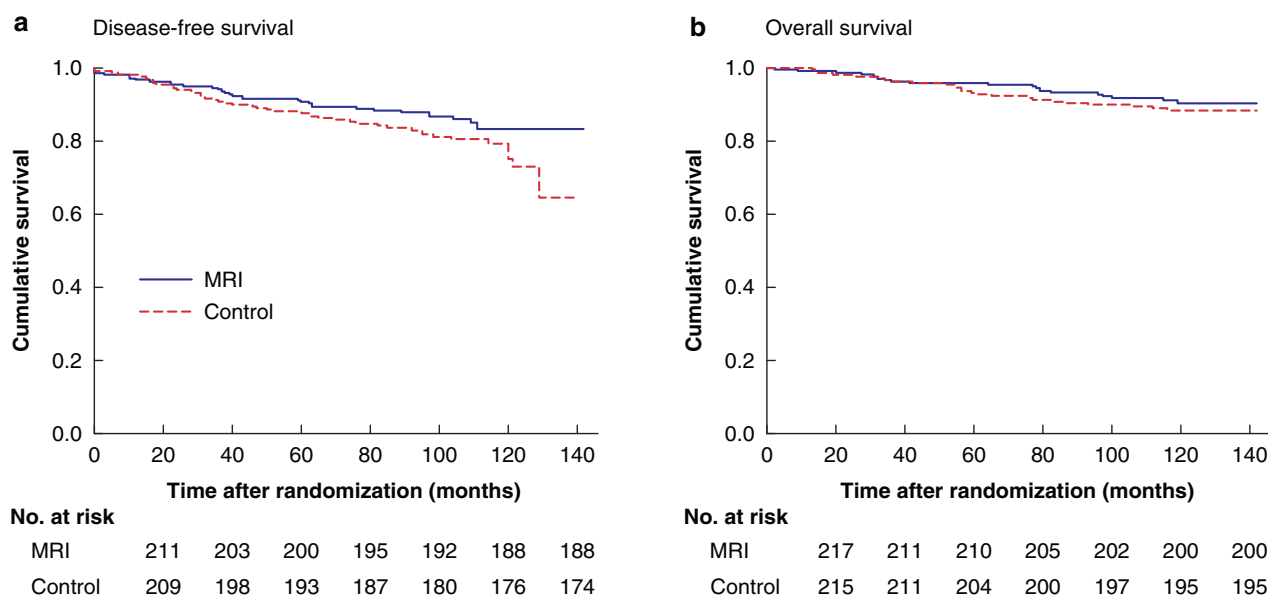 a Disease-free survival
1.0
0.8
0.6
0.4
0.2
0.0
Cumulative survival
MRI
Control
0 20 40 60 80 100 120 140
Time after randomization (months)
No. at risk
MRI 211 203 200 195 192 188 188
Control 209 198 193 187 180 176 174
b Overall survival
1.0
0.8
0.6
0.4
0.2
0.0
Cumulative survival
0 20 40 60 80 100 120 140
Time after randomization (months)
No. at risk
MRI 217 211 210 205 202 200 200
Control 215 211 204 200 197 195 195